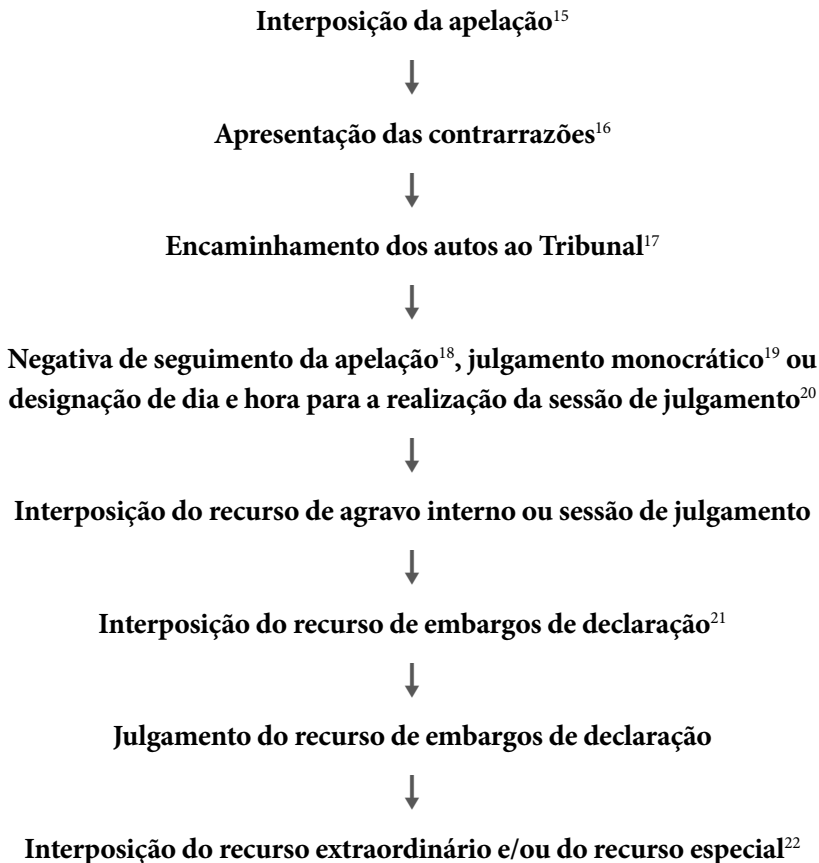 Interposição da apelação¹⁵
Apresentação das contrarrazões¹⁶
Encaminhamento dos autos ao Tribunal¹⁷
Negativa de seguimento da apelação¹⁸, julgamento monocrático¹⁹ ou
designação de dia e hora para a realização da sessão de julgamento²⁰
Interposição do recurso de agravo interno ou sessão de julgamento
Interposição do recurso de embargos de declaração²¹
Julgamento do recurso de embargos de declaração
Interposição do recurso extraordinário e/ou do recurso especial²²